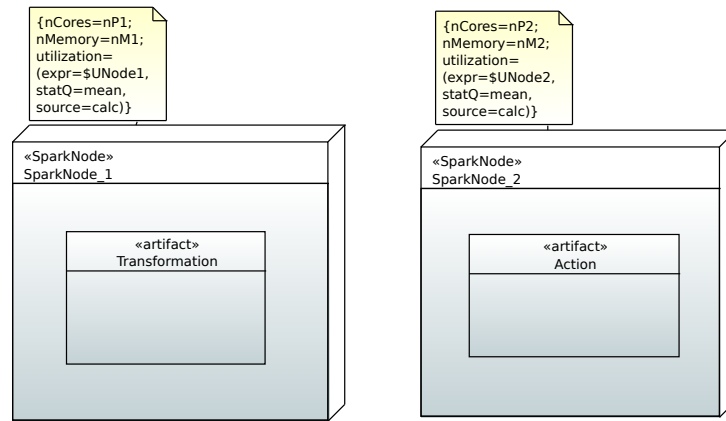 {nCores=nP1;
nMemory=nM1;
utilization=
(expr=$UNode1,
statQ=mean,
source=calc)}
«SparkNode»
SparkNode_1
«artifact»
Transformation
{nCores=nP2;
nMemory=nM2;
utilization=
(expr=$UNode2,
statQ=mean,
source=calc)}
«SparkNode»
SparkNode_2
«artifact»
Action